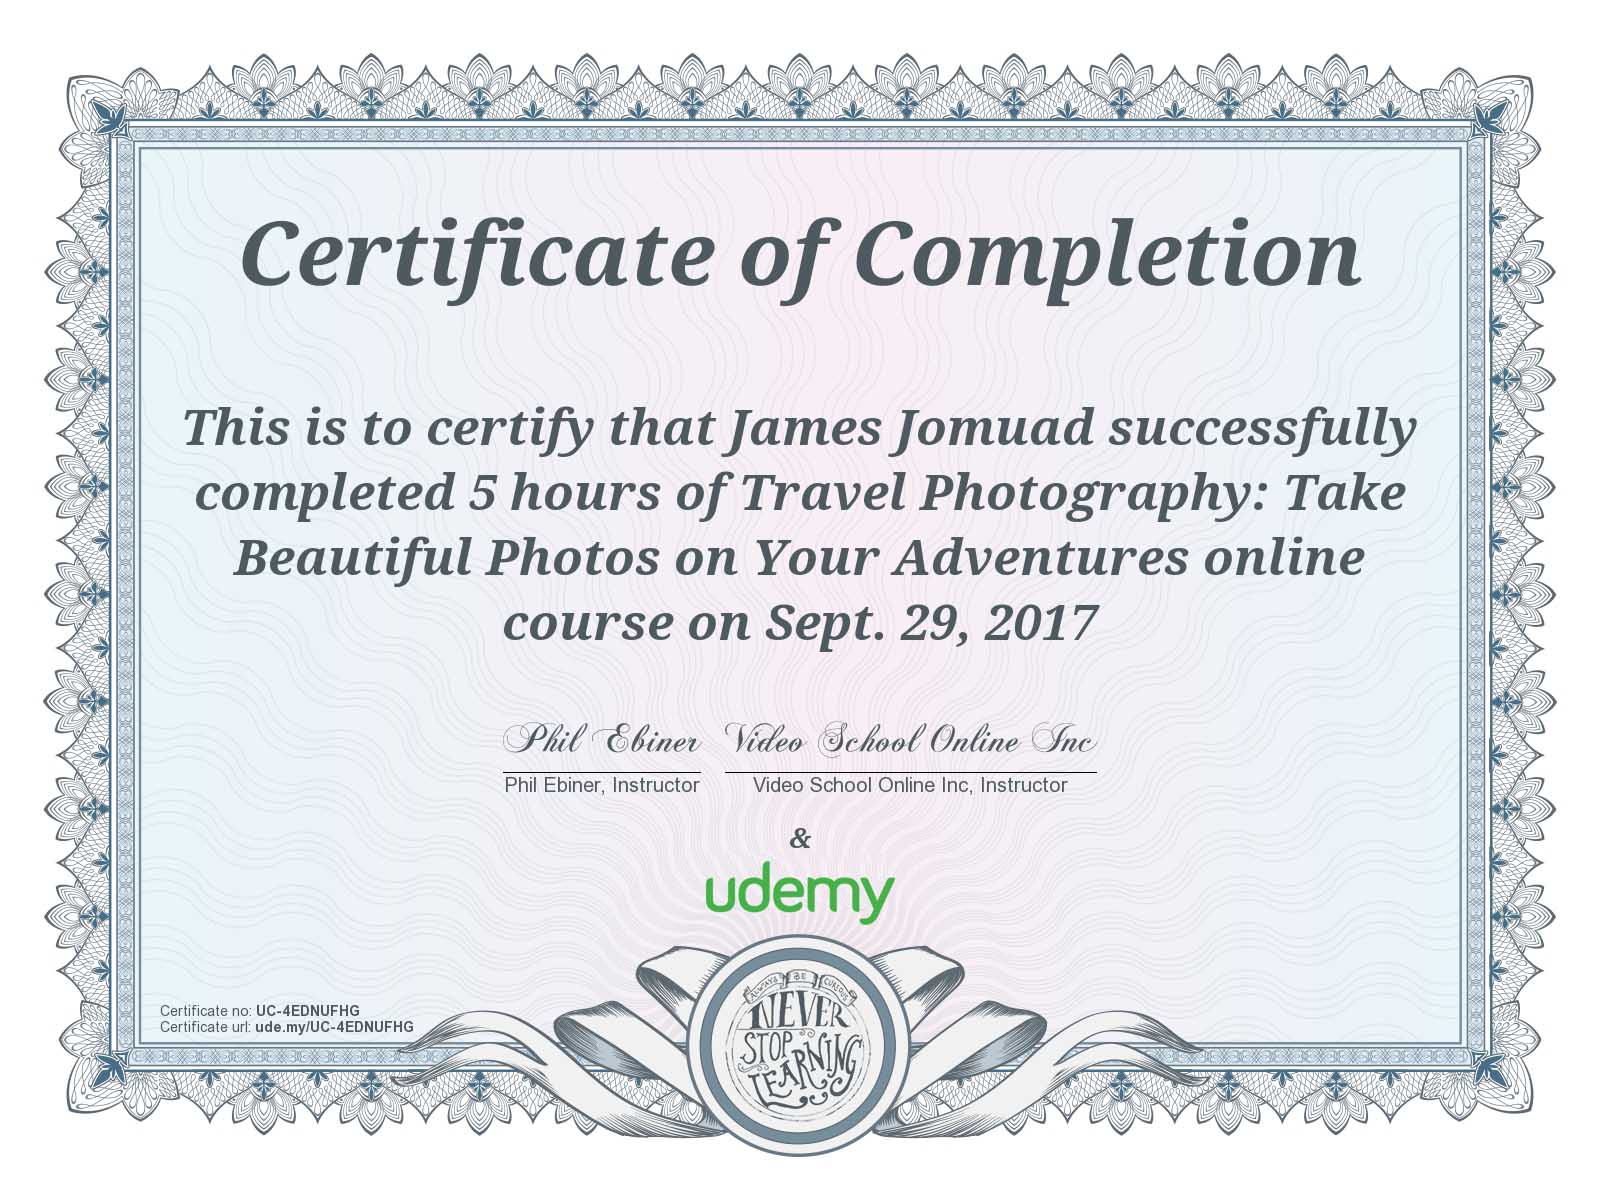 Certificate of Completion
This is to certify that James Jomuad successfully
completed 5 hours of Travel Photography: Take
Beautiful Photos on Your Adventures online
course on Sept. 29, 2017
Phil Ebiner Video School Online Inc
Phil Ebiner, Instructor Video School Online Inc, Instructor
&
udemy
Certificate no: UC-4EDNUFHG
Certificate url: ude.my/UC-4EDNUFHG
ALWAYS BE CURIOUS
NEVER
STOP
LEARNING